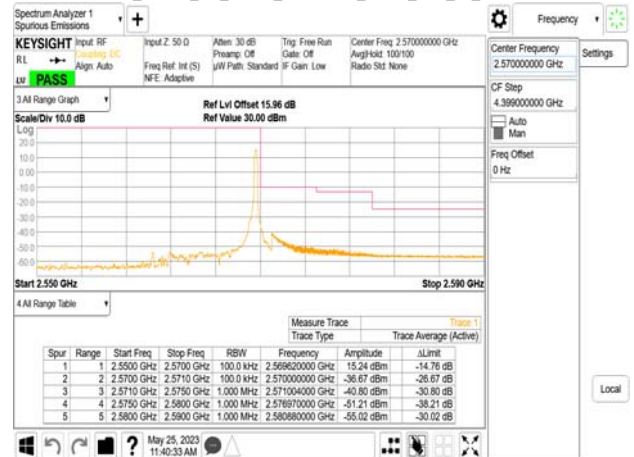 Spectrum Analyzer 1
Spurious Emissions
Frequency
KEYSIGHT
Input: RF
Coupling: DC
Align: Auto
Input Z: 50 Ω
Freq Ref: Int (S)
NFE: Adaptive
Atten: 30 dB
Preamp: Off
µW Path: Standard
Trig: Free Run
Gate: Off
IF Gain: Low
Center Freq: 2.570000000 GHz
Avg|Hold: 100/100
Radio Std: None
RL
PASS
Center Frequency
2.570000000 GHz
Settings
CF Step
4.399000000 GHz
Auto
Man
Freq Offset
0 Hz
Local
3 All Range Graph
Scale/Div 10.0 dB
Ref Lvl Offset 15.96 dB
Ref Value 30.00 dBm
Log
20.0
10.0
0.00
-10.0
-20.0
-30.0
-40.0
-50.0
-60.0
Start 2.550 GHz
Stop 2.590 GHz
4 All Range Table
Measure Trace Trace 1
Trace Type Trace Average (Active)
Spur Range Start Freq Stop Freq RBW Frequency Amplitude ΔLimit
1 1 2.5500 GHz 2.5700 GHz 100.0 kHz 2.569620000 GHz 15.24 dBm -14.76 dB
2 2 2.5700 GHz 2.5710 GHz 100.0 kHz 2.570000000 GHz -36.67 dBm -26.67 dB
3 3 2.5710 GHz 2.5750 GHz 1.000 MHz 2.571004000 GHz -40.80 dBm -30.80 dB
4 4 2.5750 GHz 2.5800 GHz 1.000 MHz 2.576970000 GHz -51.21 dBm -38.21 dB
5 5 2.5800 GHz 2.5900 GHz 1.000 MHz 2.580880000 GHz -55.02 dBm -30.02 dB
May 25, 2023
11:40:33 AM